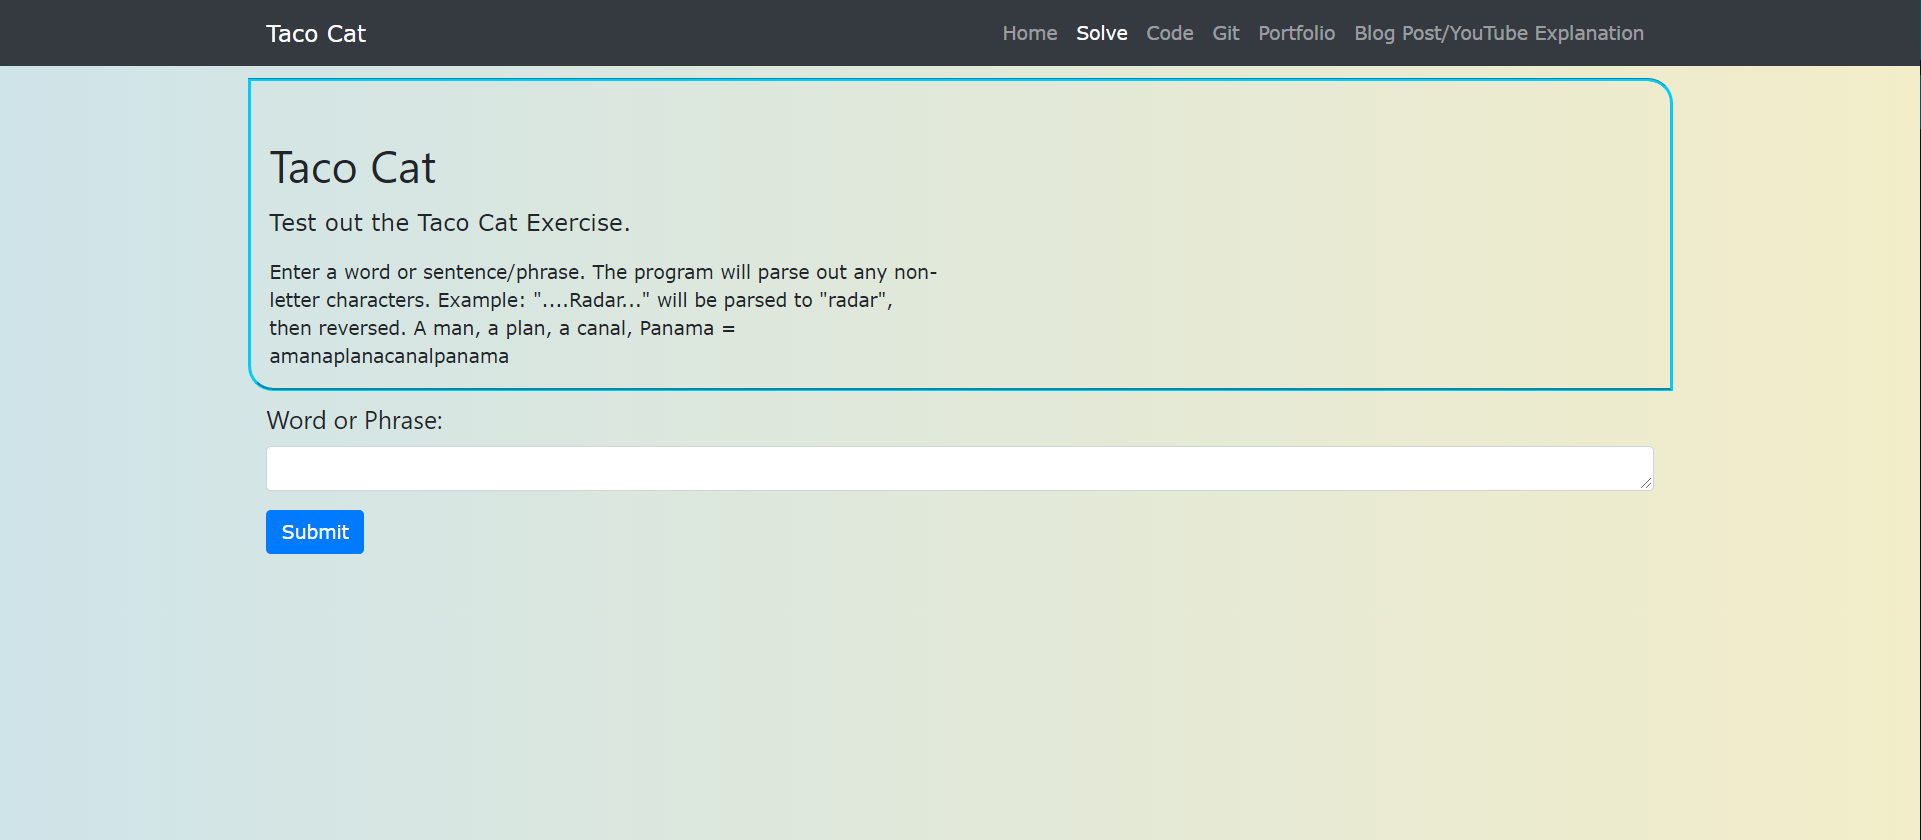 Taco Cat
Home Solve Code Git Portfolio Blog Post/YouTube Explanation
Taco Cat
Test out the Taco Cat Exercise.
Enter a word or sentence/phrase. The program will parse out any non-
letter characters. Example: "....Radar..." will be parsed to "radar",
then reversed. A man, a plan, a canal, Panama =
amanaplanacanalpanama
Word or Phrase:
Submit